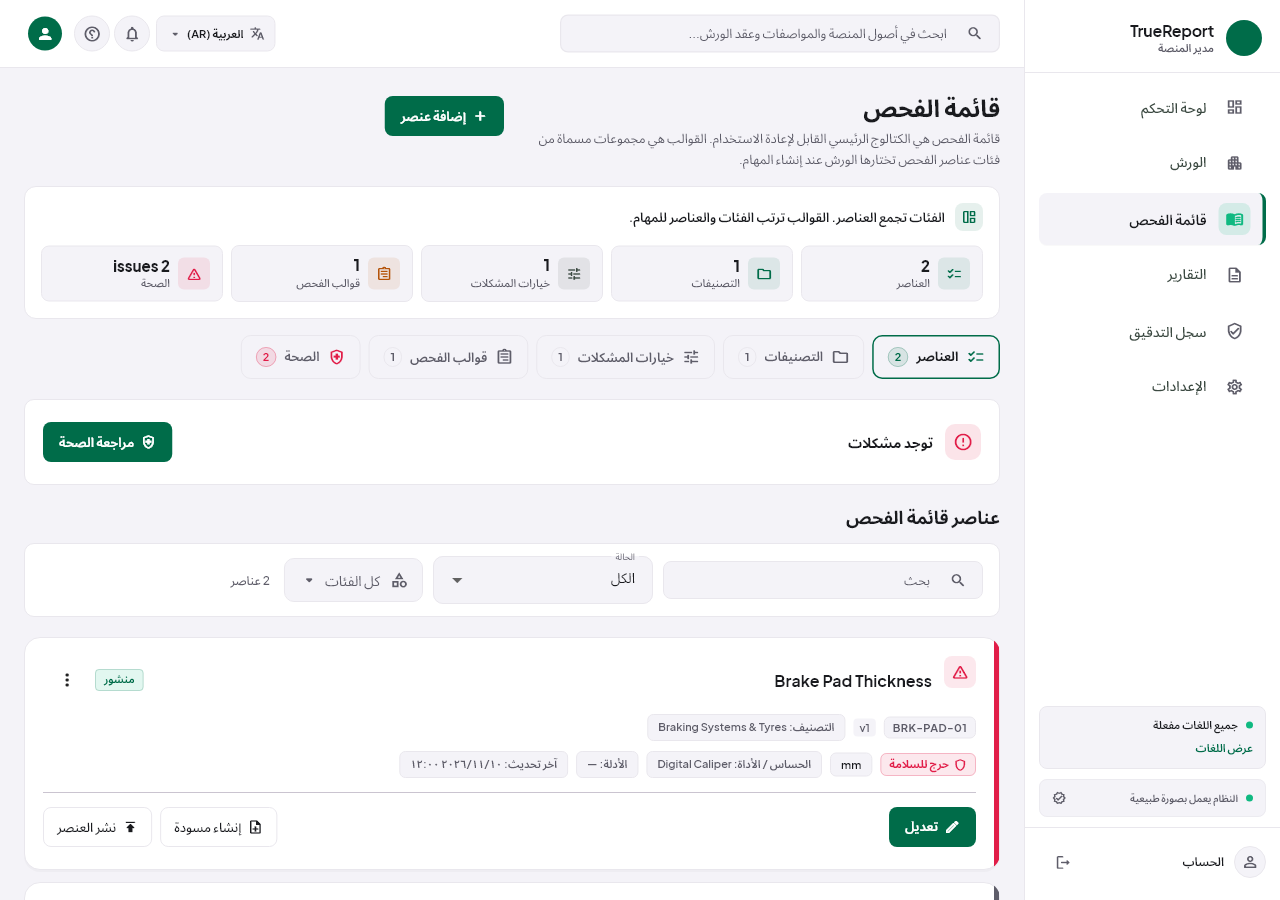 TrueReport
مدير المنصة
لوحة التحكم
الورش
قائمة الفحص
التقارير
سجل التدقيق
الإعدادات
جميع اللغات مفعلة
عرض اللغات
النظام يعمل بصورة طبيعية
الحساب
ابحث في أصول المنصة والمواصفات وعقد الورش...
العربية (AR)
قائمة الفحص
إضافة عنصر
قائمة الفحص هي الكتالوج الرئيسي القابل لإعادة الاستخدام. القوالب هي مجموعات مسماة من
فئات عناصر الفحص تختارها الورش عند إنشاء المهام.
الفئات تجمع العناصر. القوالب ترتب الفئات والعناصر للمهام.
2
العناصر
1
التصنيفات
1
خيارات المشكلات
1
قوالب الفحص
2 issues
الصحة
العناصر 2
التصنيفات 1
خيارات المشكلات 1
قوالب الفحص 1
الصحة 2
توجد مشكلات
مراجعة الصحة
عناصر قائمة الفحص
بحث
الحالة
الكل
كل الفئات
2 عناصر
Brake Pad Thickness
منشور
BRK-PAD-01
v1
التصنيف: Braking Systems & Tyres
حرج للسلامة
mm
الحساس / الأداة: Digital Caliper
الأدلة: —
آخر تحديث: ٢٠٢٦/١١/١٠ ١٢:٠٠
تعديل
إنشاء مسودة
نشر العنصر